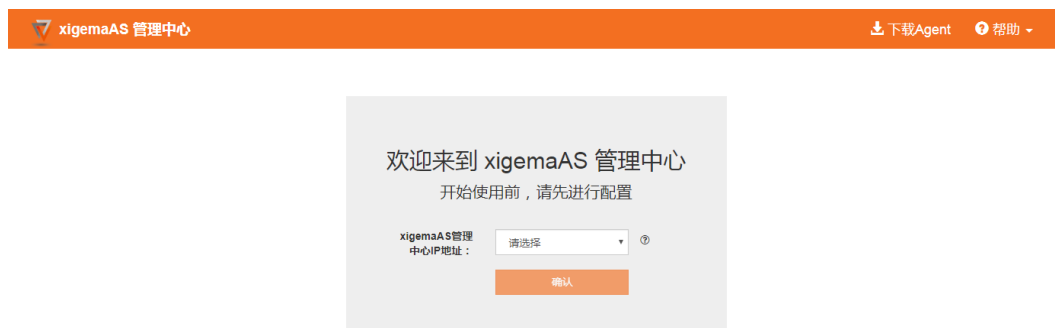 xigemaAS 管理中心
下载Agent
帮助
欢迎来到 xigemaAS 管理中心
开始使用前，请先进行配置
xigemaAS管理
中心IP地址：
请选择
确认